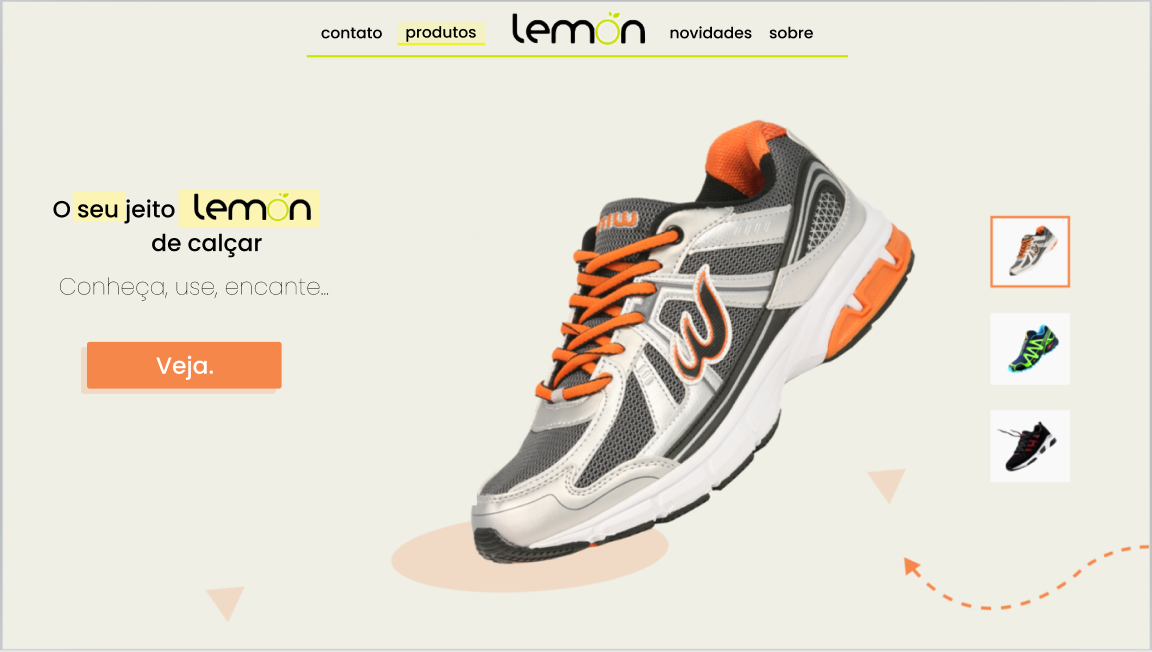 contato produtos lemon novidades sobre
O seu jeito lemon
de calçar
Conheça, use, encante...
Veja.